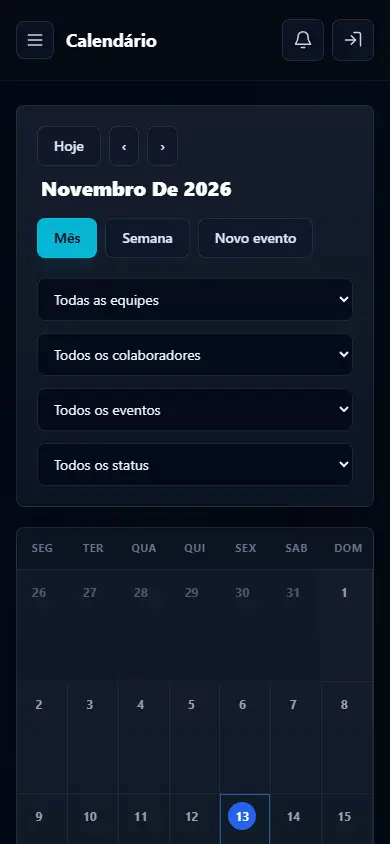 Calendário
Hoje ‹ ›
Novembro De 2026
Mês Semana Novo evento
Todas as equipes
Todos os colaboradores
Todos os eventos
Todos os status
SEG TER QUA QUI SEX SAB DOM
26 27 28 29 30 31 1
2 3 4 5 6 7 8
9 10 11 12 13 14 15